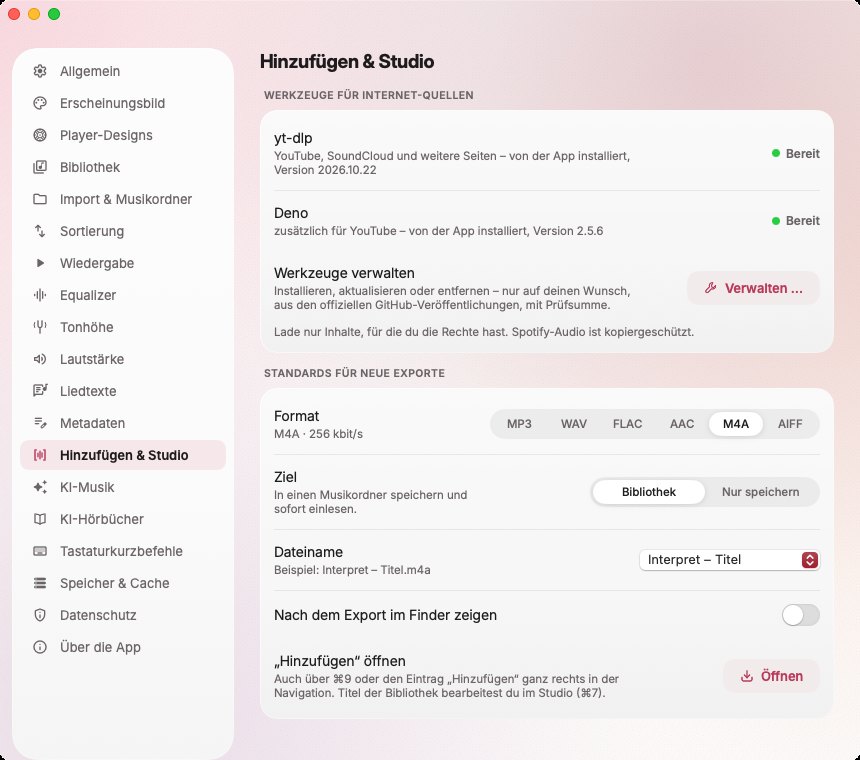 Allgemein
Erscheinungsbild
Player-Designs
Bibliothek
Import & Musikordner
Sortierung
Wiedergabe
Equalizer
Tonhöhe
Lautstärke
Liedtexte
Metadaten
Hinzufügen & Studio
KI-Musik
KI-Hörbücher
Tastaturkurzbefehle
Speicher & Cache
Datenschutz
Über die App
Hinzufügen & Studio
WERKZEUGE FÜR INTERNET-QUELLEN
yt-dlp
YouTube, SoundCloud und weitere Seiten – von der App installiert,
Version 2026.10.22
Bereit
Deno
zusätzlich für YouTube – von der App installiert, Version 2.5.6
Bereit
Werkzeuge verwalten
Installieren, aktualisieren oder entfernen – nur auf deinen Wunsch,
aus den offiziellen GitHub-Veröffentlichungen, mit Prüfsumme.
Verwalten ...
Lade nur Inhalte, für die du die Rechte hast. Spotify-Audio ist kopiergeschützt.
STANDARDS FÜR NEUE EXPORTE
Format
M4A · 256 kbit/s
MP3 WAV FLAC AAC M4A AIFF
Ziel
In einen Musikordner speichern und
sofort einlesen.
Bibliothek Nur speichern
Dateiname
Beispiel: Interpret – Titel.m4a
Interpret – Titel
Nach dem Export im Finder zeigen
„Hinzufügen“ öffnen
Auch über ⌘9 oder den Eintrag „Hinzufügen“ ganz rechts in der
Navigation. Titel der Bibliothek bearbeitest du im Studio (⌘7).
Öffnen